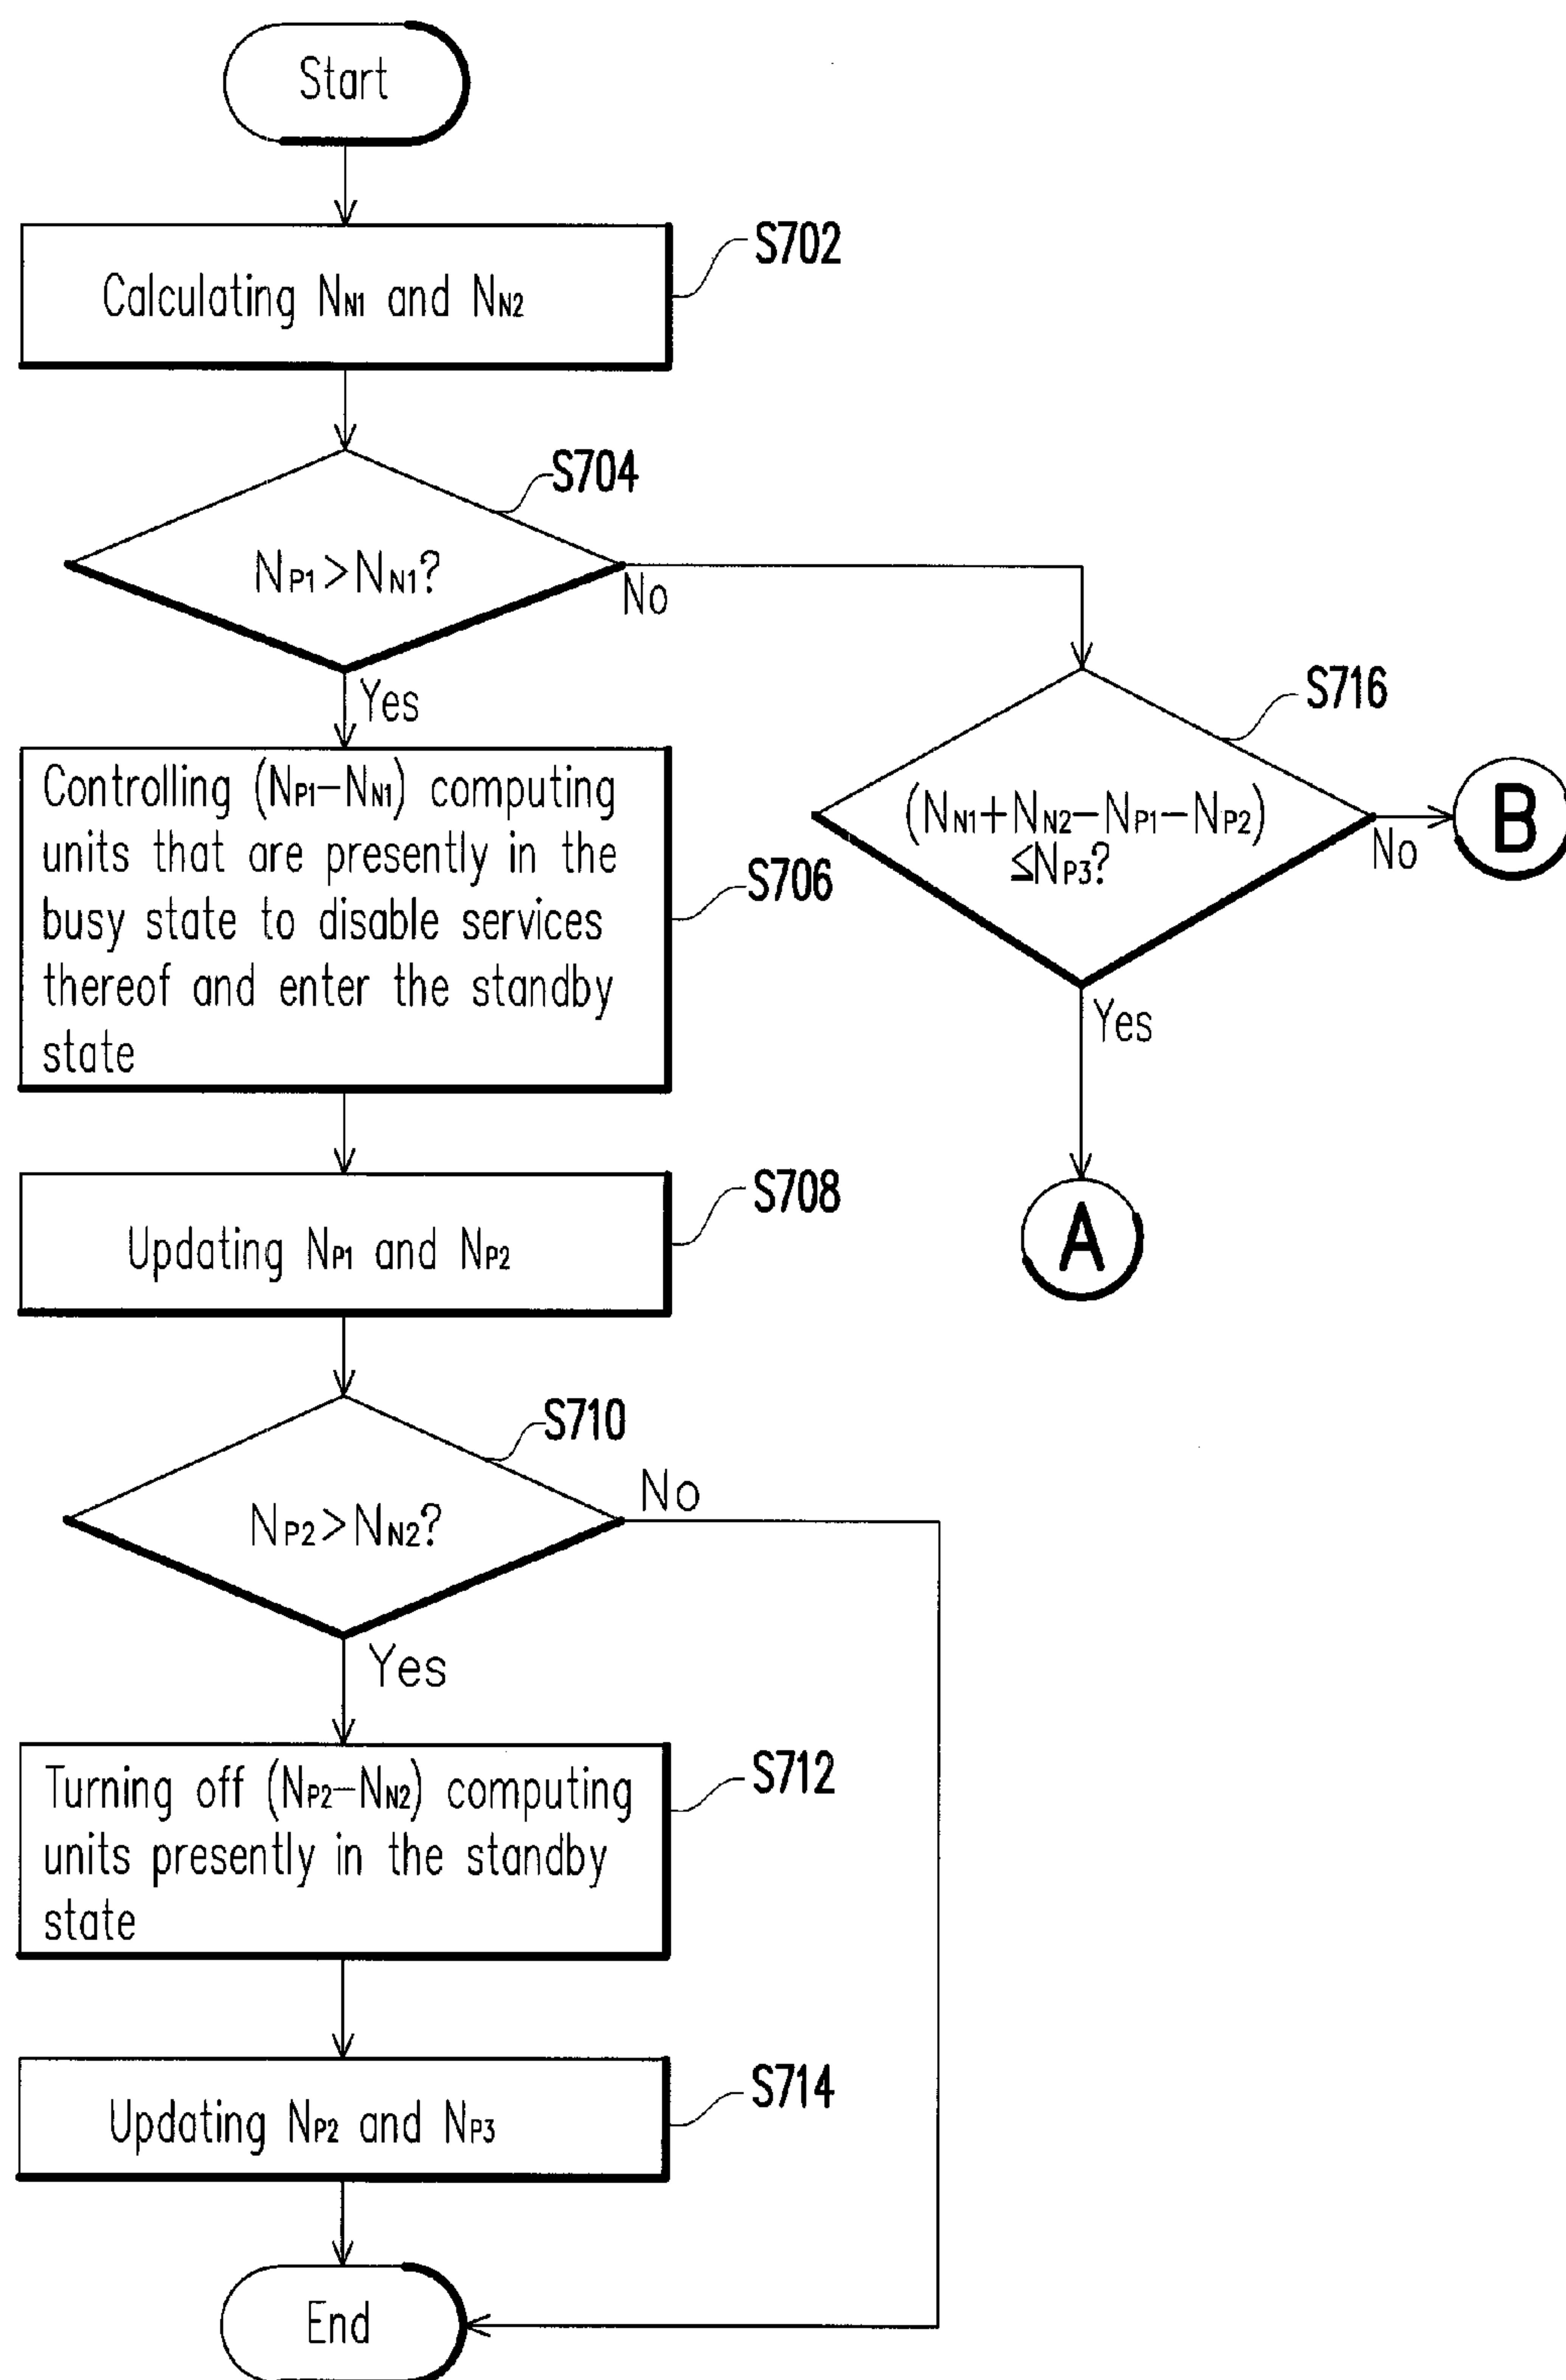 Start
S702
Calculating NN1 and NN2
S704
NP1>NN1?
No
Yes
S716
(NN1+NN2-NP1-NP2)
≤NP3?
No
B
Yes
A
Controlling (NP1-NN1) computing
units that are presently in the
busy state to disable services
thereof and enter the standby
state
S706
S708
Updating NP1 and NP2
S710
NP2>NN2?
No
Yes
Turning off (NP2-NN2) computing
units presently in the standby
state
S712
S714
Updating NP2 and NP3
End